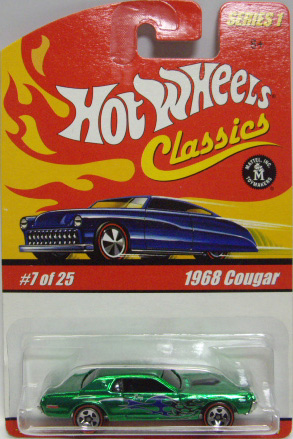 SERIES 1
Hot Wheels
Classics
MATTEL, INC.
M
TOYMAKERS
#7 of 25
1968 Cougar